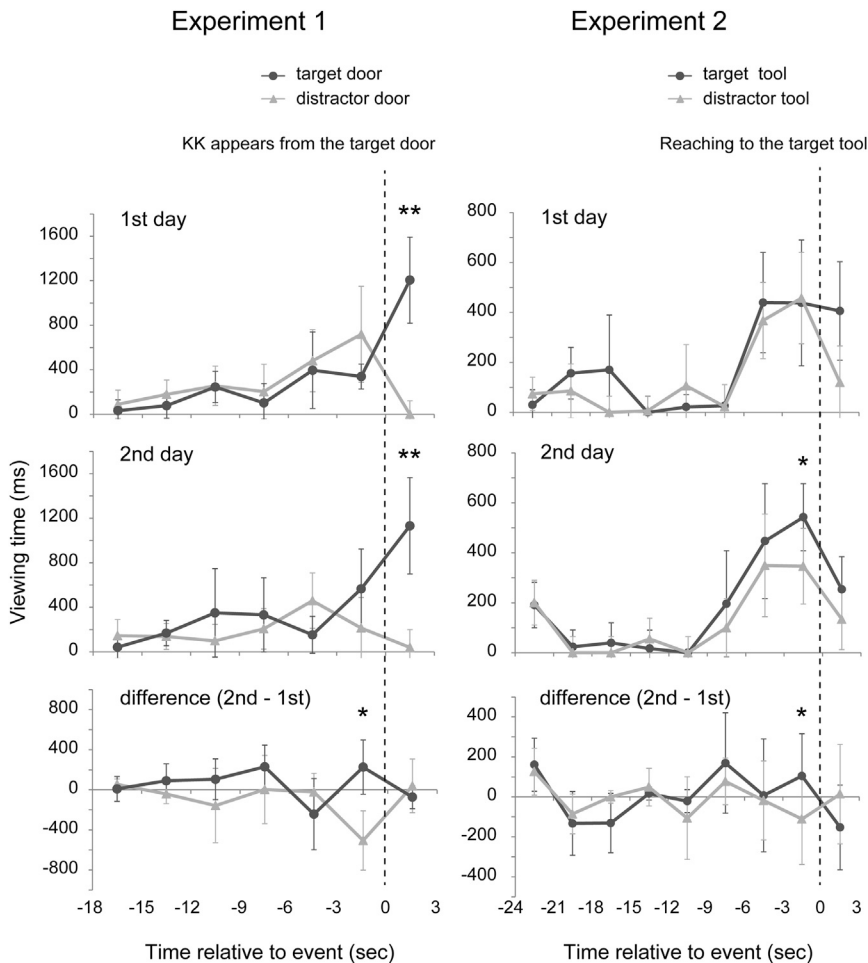 Experiment 1
target door
distractor door
KK appears from the target door
1st day
**
1600
1200
800
400
0
2nd day
**
1600
1200
800
400
0
Viewing time (ms)
difference (2nd - 1st)
*
800
400
0
-400
-800
-18 -15 -12 -9 -6 -3 0 3
Time relative to event (sec)
Experiment 2
target tool
distractor tool
Reaching to the target tool
1st day
800
600
400
200
0
2nd day
*
800
600
400
200
0
difference (2nd - 1st)
*
400
200
0
-200
-400
-24 -21 -18 -15 -12 -9 -6 -3 0 3
Time relative to event (sec)